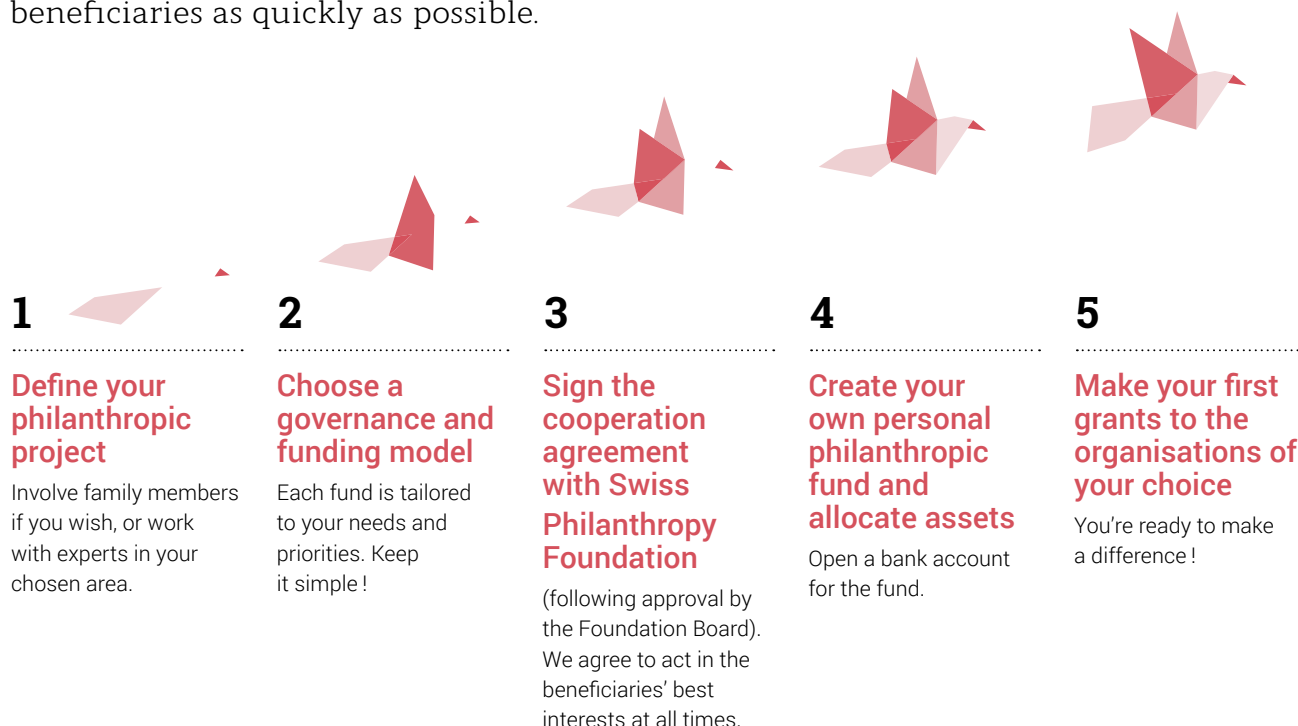 beneficiaries as quickly as possible.
1
Define your
philanthropic
project
Involve family members
if you wish, or work
with experts in your
chosen area.
2
Choose a
governance and
funding model
Each fund is tailored
to your needs and
priorities. Keep
it simple !
3
Sign the
cooperation
agreement
with Swiss
Philanthropy
Foundation
(following approval by
the Foundation Board).
We agree to act in the
beneficiaries’ best
interests at all times.
4
Create your
own personal
philanthropic
fund and
allocate assets
Open a bank account
for the fund.
5
Make your first
grants to the
organisations of
your choice
You’re ready to make
a difference !